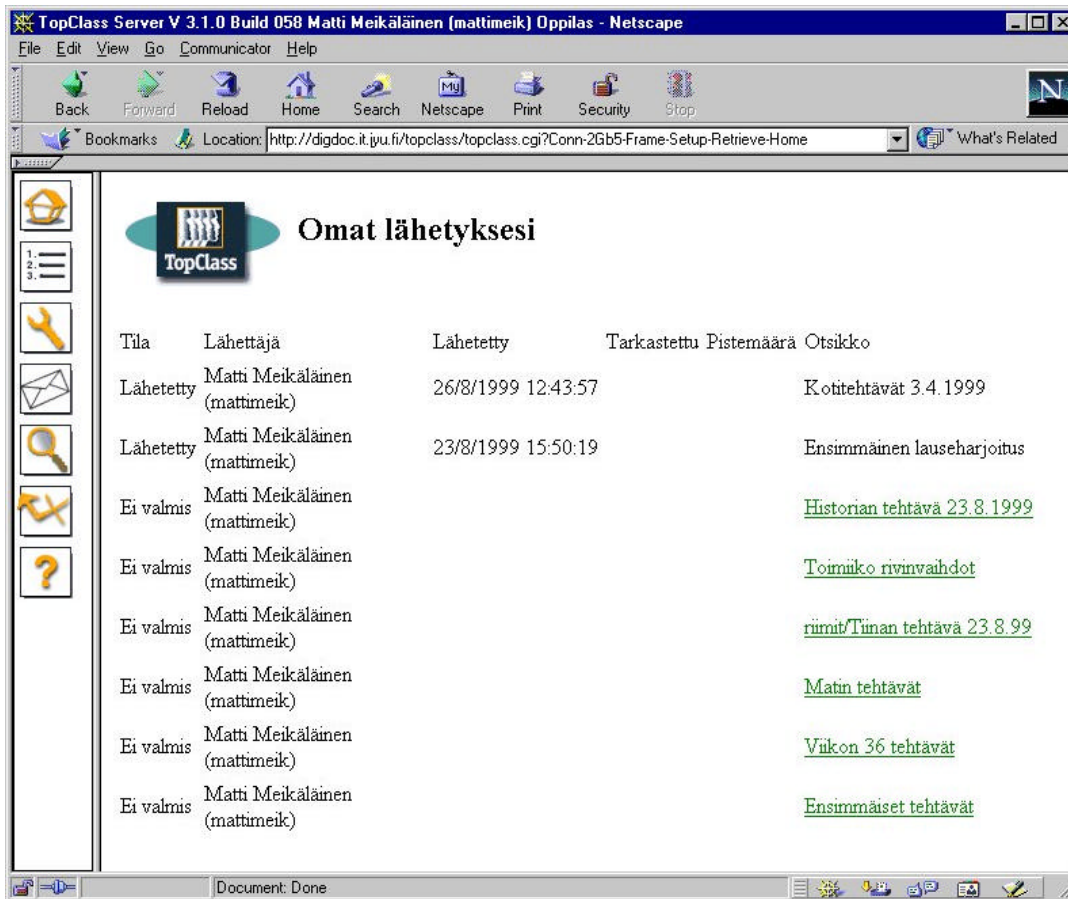 TopClass Server V 3.1.0 Build 058 Matti Meikäläinen (mattimeik) Oppilas - Netscape
File Edit View Go Communicator Help
My
N
Back Forward Reload Home Search Netscape Print Security Stop
Bookmarks Location: http://digdoc.it.jyu.fi/topclass/topclass.cgi?Conn-2Gb5-Frame-Setup-Retrieve-Home What's Related
1.
2.
3.
?
TopClass
Omat lähetyksesi
Tila Lähettäjä Lähetetty Tarkastettu Pistemäärä Otsikko
Lähetetty Matti Meikäläinen (mattimeik) 26/8/1999 12:43:57 Kotitehtävät 3.4.1999
Lähetetty Matti Meikäläinen (mattimeik) 23/8/1999 15:50:19 Ensimmäinen lauseharjoitus
Ei valmis Matti Meikäläinen (mattimeik) Historian tehtävä 23.8.1999
Ei valmis Matti Meikäläinen (mattimeik) Toimiiko rivinvaihdot
Ei valmis Matti Meikäläinen (mattimeik) riimit/Tiinan tehtävä 23.8.99
Ei valmis Matti Meikäläinen (mattimeik) Matin tehtävät
Ei valmis Matti Meikäläinen (mattimeik) Viikon 36 tehtävät
Ei valmis Matti Meikäläinen (mattimeik) Ensimmäiset tehtävät
Document: Done